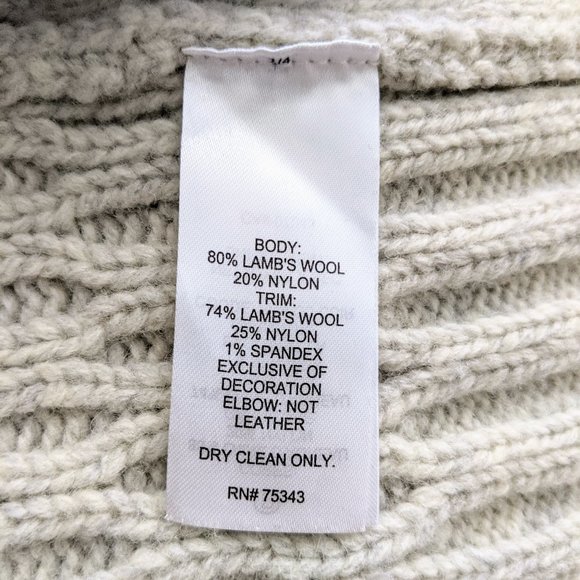 BODY:
80% LAMB'S WOOL
20% NYLON
TRIM:
74% LAMB'S WOOL
25% NYLON
1% SPANDEX
EXCLUSIVE OF
DECORATION
ELBOW: NOT
LEATHER
DRY CLEAN ONLY.
RN# 75343